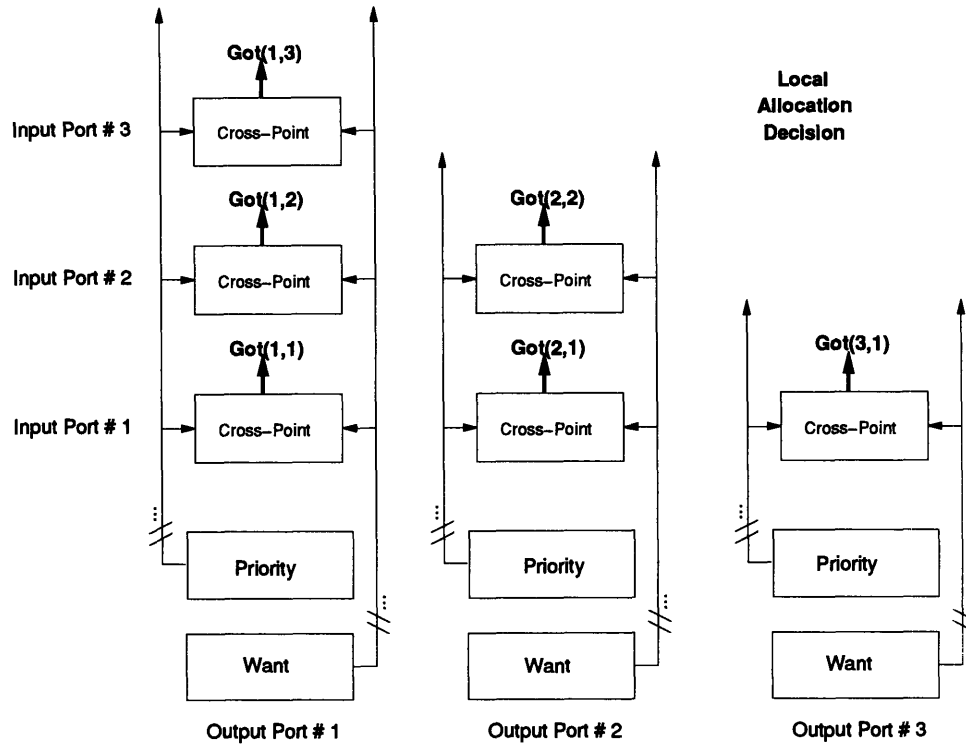 Got(1,3)
Local
Allocation
Decision
Input Port # 3
Cross-Point
Got(1,2)
Got(2,2)
Input Port # 2
Cross-Point
Cross-Point
Got(1,1)
Got(2,1)
Got(3,1)
Input Port # 1
Cross-Point
Cross-Point
Cross-Point
...
...
...
Priority
Priority
Priority
...
...
Want
Want
Want
Output Port # 1
Output Port # 2
Output Port # 3